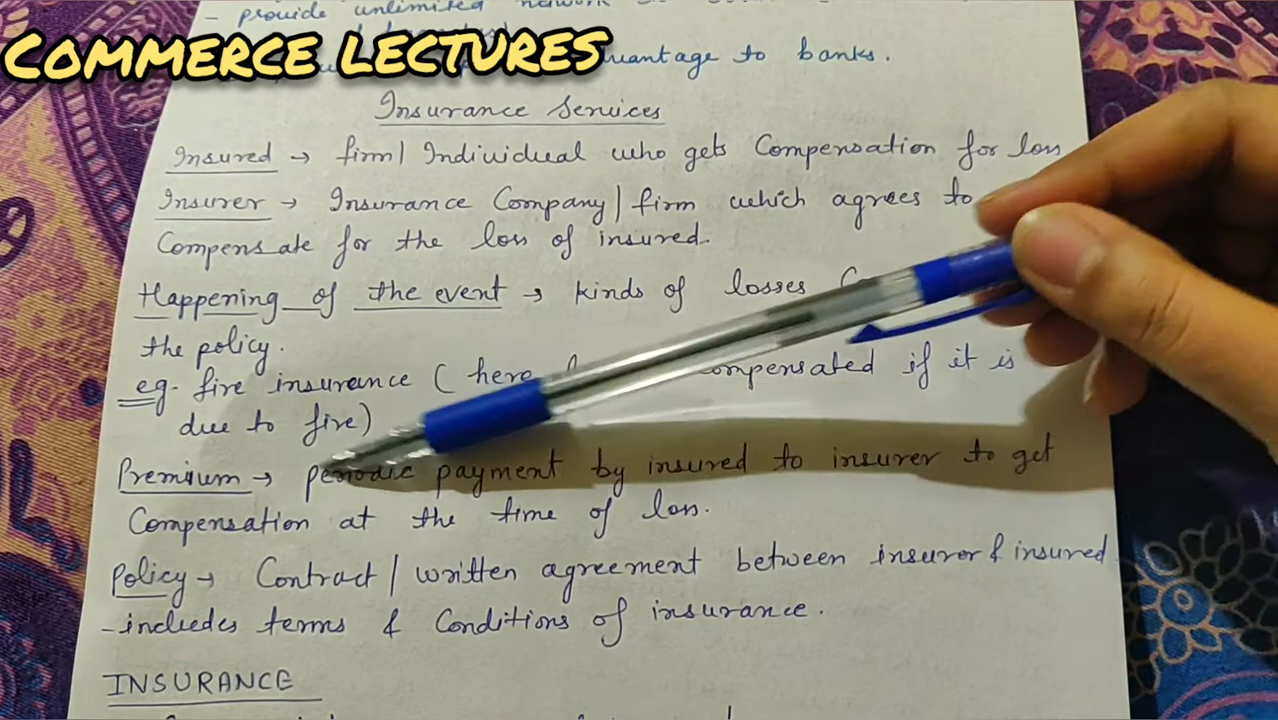 - provide unlimited network
COMMERCE LECTURES
to banks.
Insurance Services
Insured → firm/ Individual who gets Compensation for loss
Insurer → Insurance Company/ firm which agrees to
Compensate for the loss of insured.
Happening of the event → kinds of losses (
the policy.
eg- fire insurance ( here compensated if it is
due to fire)
Premium → periodic payment by insured to insurer to get
Compensation at the time of loss.
Policy → Contract/ written agreement between insurer & insured
- includes terms & Conditions of insurance.
INSURANCE